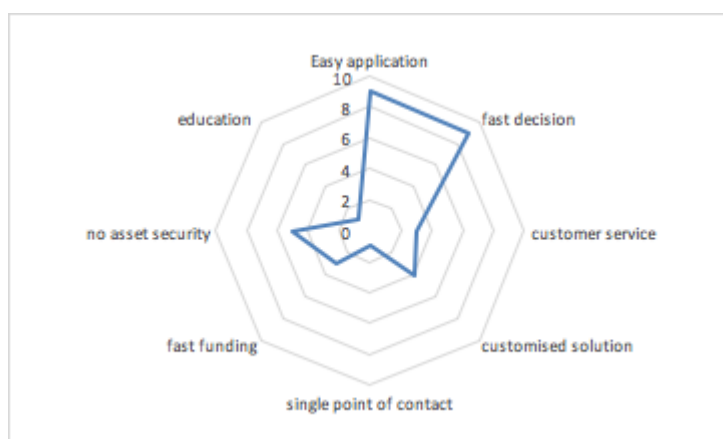 Easy application
10
fast decision
education
8
6
4
2
no asset security
0
customer service
fast funding
customised solution
single point of contact